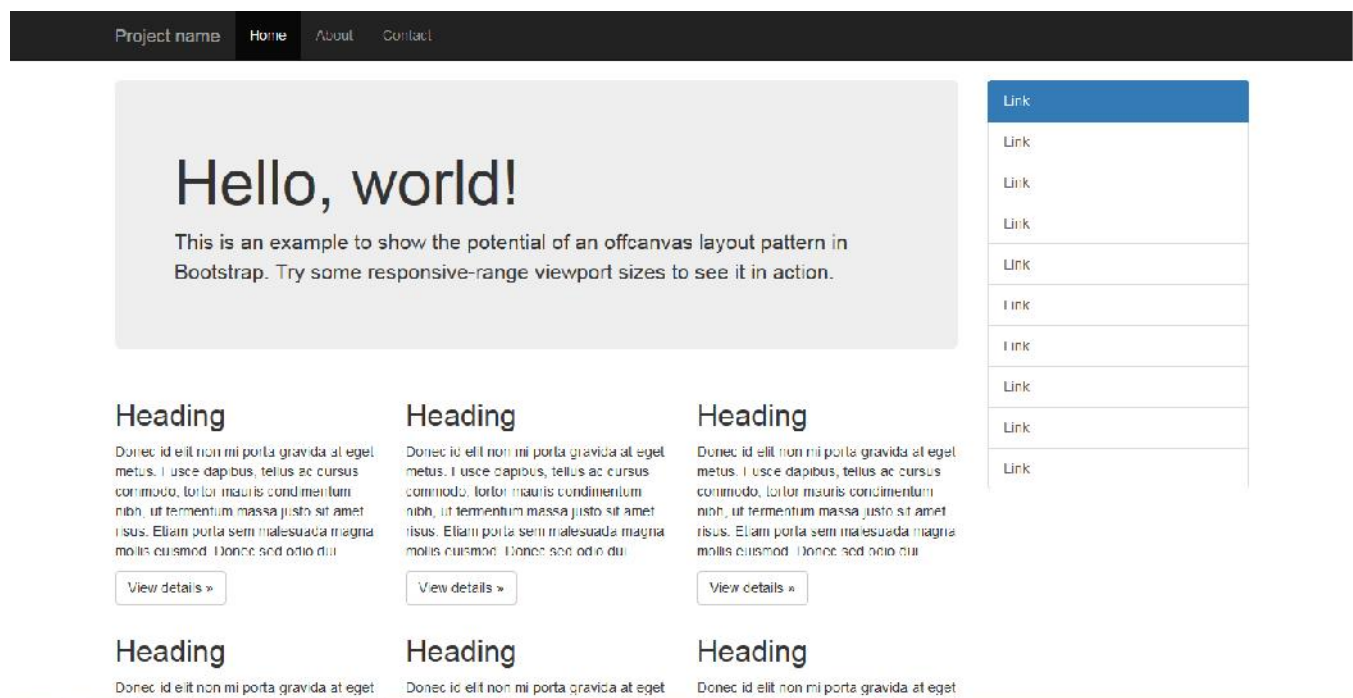 Project name Home About Contact
Hello, world!
This is an example to show the potential of an offcanvas layout pattern in
Bootstrap. Try some responsive-range viewport sizes to see it in action.
Link
Link
Link
Link
Link
Link
Link
Link
Link
Link
Heading
Donec id elit non mi porta gravida at eget
metus. Fusce dapibus, tellus ac cursus
commodo, tortor mauris condimentum
nibh, ut fermentum massa justo sit amet
risus. Etiam porta sem malesuada magna
mollis euismod. Donec sed odio dui
View details »
Heading
Donec id elit non mi porta gravida at eget
metus. Fusce dapibus, tellus ac cursus
commodo, tortor mauris condimentum
nibh, ut fermentum massa justo sit amet
risus. Etiam porta sem malesuada magna
mollis euismod. Donec sed odio dui
View details »
Heading
Donec id elit non mi porta gravida at eget
metus. Fusce dapibus, tellus ac cursus
commodo, tortor mauris condimentum
nibh, ut fermentum massa justo sit amet
risus. Etiam porta sem malesuada magna
mollis euismod. Donec sed odio dui
View details »
Heading
Donec id elit non mi porta gravida at eget
Heading
Donec id elit non mi porta gravida at eget
Heading
Donec id elit non mi porta gravida at eget